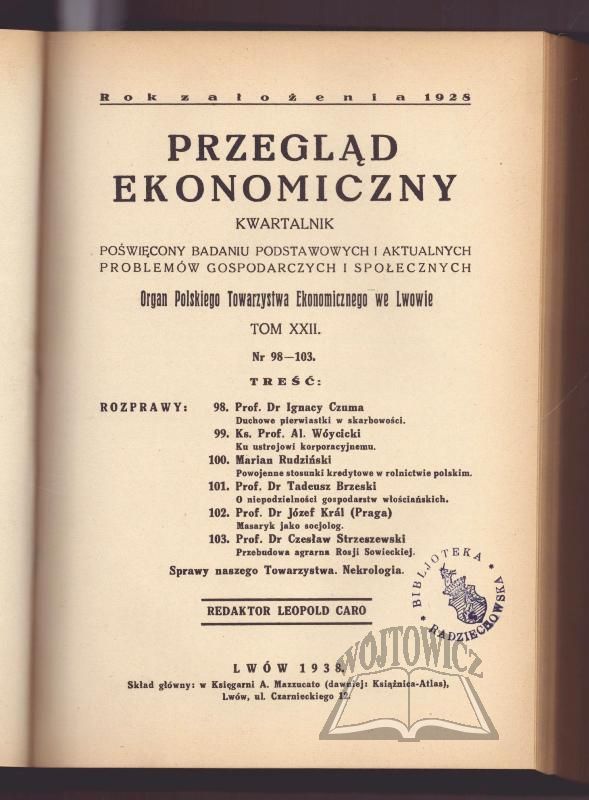 Rok założenia 1928
PRZEGLĄD
EKONOMICZNY
KWARTALNIK
POŚWIĘCONY BADANIU PODSTAWOWYCH I AKTUALNYCH
PROBLEMÓW GOSPODARCZYCH I SPOŁECZNYCH
Organ Polskiego Towarzystwa Ekonomicznego we Lwowie
TOM XXII.
Nr 98—103.
TREŚĆ:
ROZPRAWY: 98. Prof. Dr Ignacy Czuma
Duchowe pierwiastki w skarbowości.
99. Ks. Prof. Al. Wóycicki
Ku ustrojowi korporacyjnemu.
100. Marian Rudziński
Powojenne stosunki kredytowe w rolnictwie polskim.
101. Prof. Dr Tadeusz Brzeski
O niepodzielności gospodarstw włościańskich.
102. Prof. Dr Józef Král (Praga)
Masaryk jako socjolog.
103. Prof. Dr Czesław Strzeszewski
Przebudowa agrarna Rosji Sowieckiej.
Sprawy naszego Towarzystwa. Nekrologia.
BIBLJOTEKA
RADZIECHOWSKA
REDAKTOR LEOPOLD CARO
WÓJTOWICZ
LWÓW 1938.
Skład główny: w Księgarni A. Mazzucato (dawniej: Książnica-Atlas),
Lwów, ul. Czarnieckiego 12.